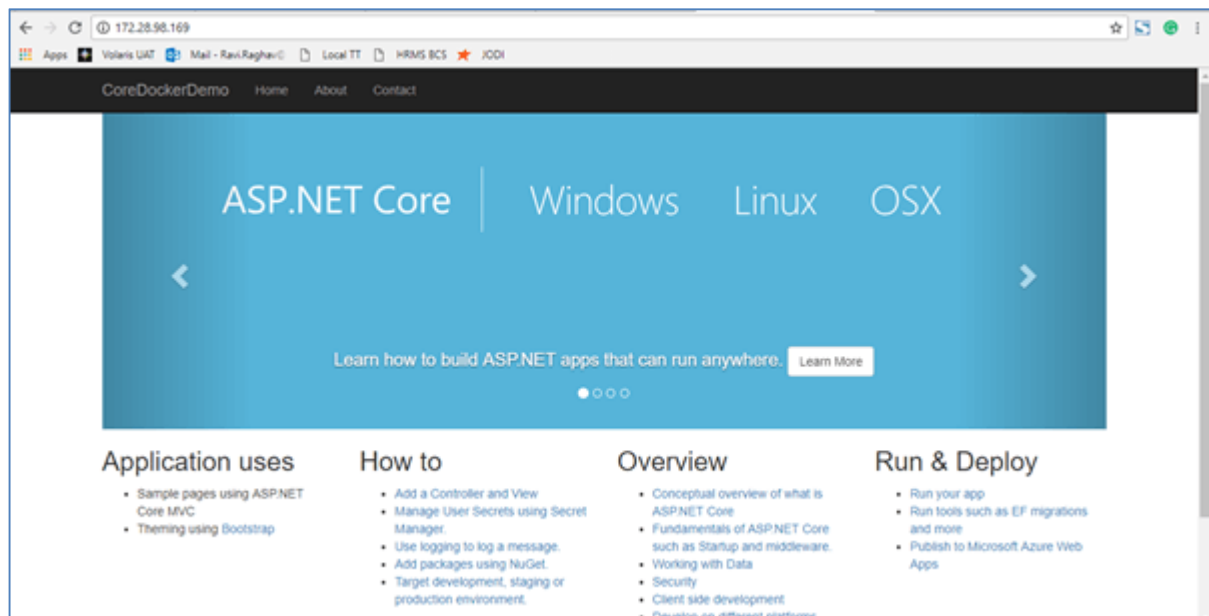 172.28.98.169
Apps Volaris UAT Mail - Ravi.Raghav Local TT HRMS BCS JODI
CoreDockerDemo Home About Contact
ASP.NET Core Windows Linux OSX
Learn how to build ASP.NET apps that can run anywhere. Learn More
Application uses
Sample pages using ASP.NET
Core MVC
Theming using Bootstrap
How to
Add a Controller and View
Manage User Secrets using Secret
Manager.
Use logging to log a message.
Add packages using NuGet.
Target development, staging or
production environment.
Overview
Conceptual overview of what is
ASP.NET Core
Fundamentals of ASP.NET Core
such as Startup and middleware.
Working with Data
Security
Client side development
Develop on different platforms
Run & Deploy
Run your app
Run tools such as EF migrations
and more
Publish to Microsoft Azure Web
Apps